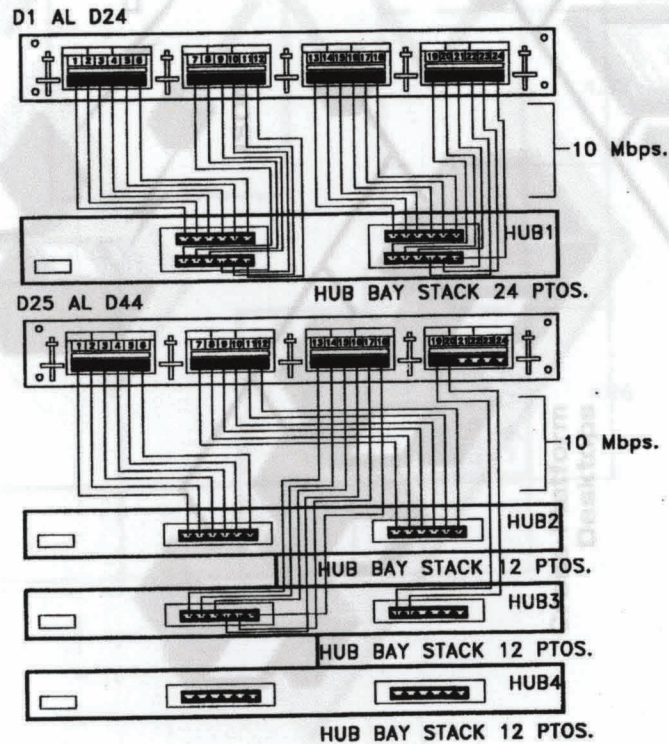 D1 AL D24
1 2 3 4 5 6 7 8 9 10 11 12 13 14 15 16 17 18 19 20 21 22 23 24
10 Mbps.
HUB1
HUB BAY STACK 24 PTOS.
D25 AL D44
1 2 3 4 5 6 7 8 9 10 11 12 13 14 15 16 17 18 19 20 21 22 23 24
10 Mbps.
Desktops
HUB2
HUB BAY STACK 12 PTOS.
HUB3
HUB BAY STACK 12 PTOS.
HUB4
HUB BAY STACK 12 PTOS.